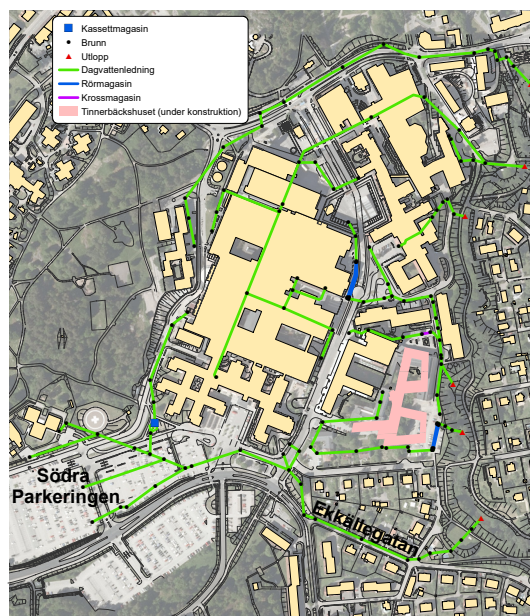 Kassettmagasin
Brunn
Utlopp
Dagvattenledning
Rörmagasin
Krossmagasin
Tinnerbäckshuset (under konstruktion)
Södra
Parkeringen
Ekkällegatan